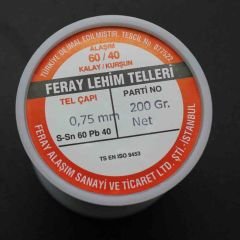 TÜRKİYE'DE İMAL EDİLMİŞTİR. TESCİL No 077522
ALAŞIM
60 / 40
KALAY / KURŞUN
FERAY LEHİM TELLERİ
TEL ÇAPI
PARTİ NO
0,75 mm
200 Gr.
Net
S-Sn 60 Pb 40
TS EN ISO 9453
FERAY ALAŞIM SANAYİ VE TİCARET LTD. ŞTİ.-İSTANBUL